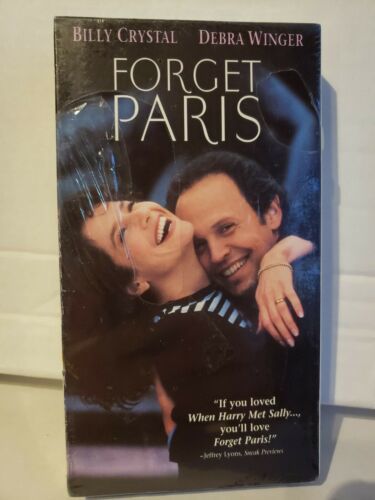 BILLY CRYSTAL DEBRA WINGER
FORGET
PARIS
"If you loved
When Harry Met Sally...,
you'll love
Forget Paris!"
–Jeffrey Lyons, Sneak Previews